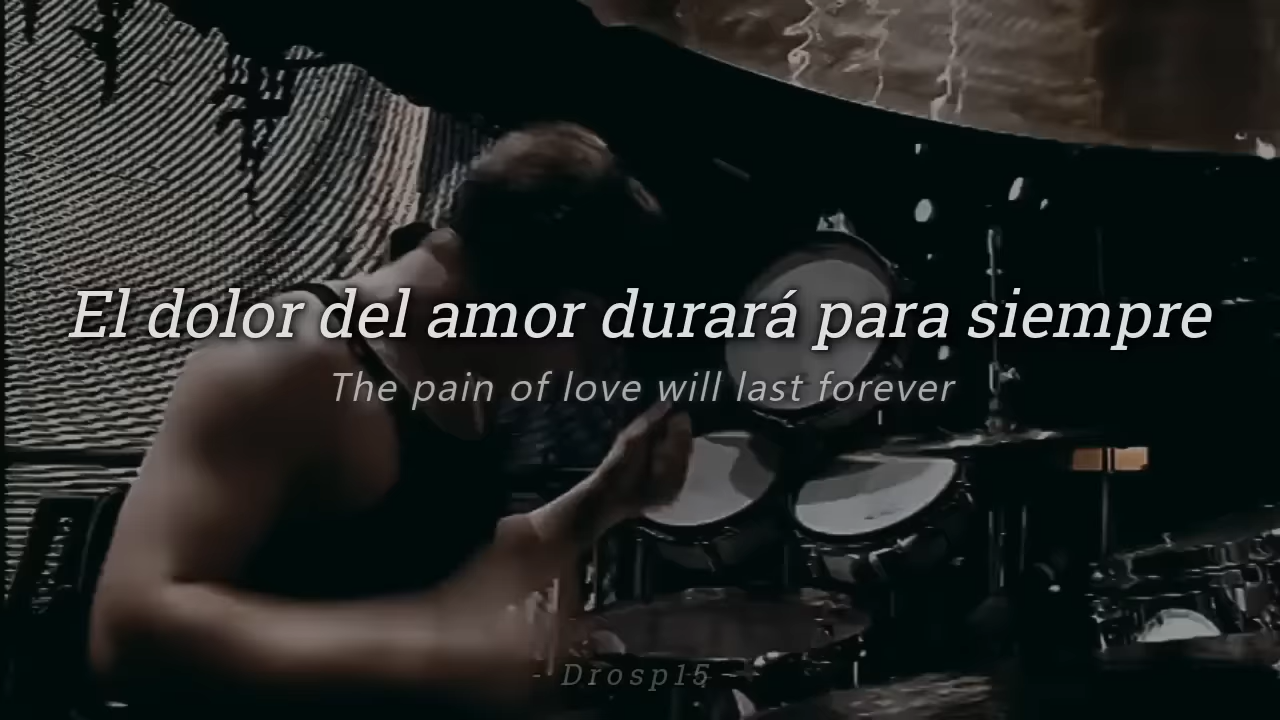 El dolor del amor durará para siempre
The pain of love will last forever
- Drosp15 -